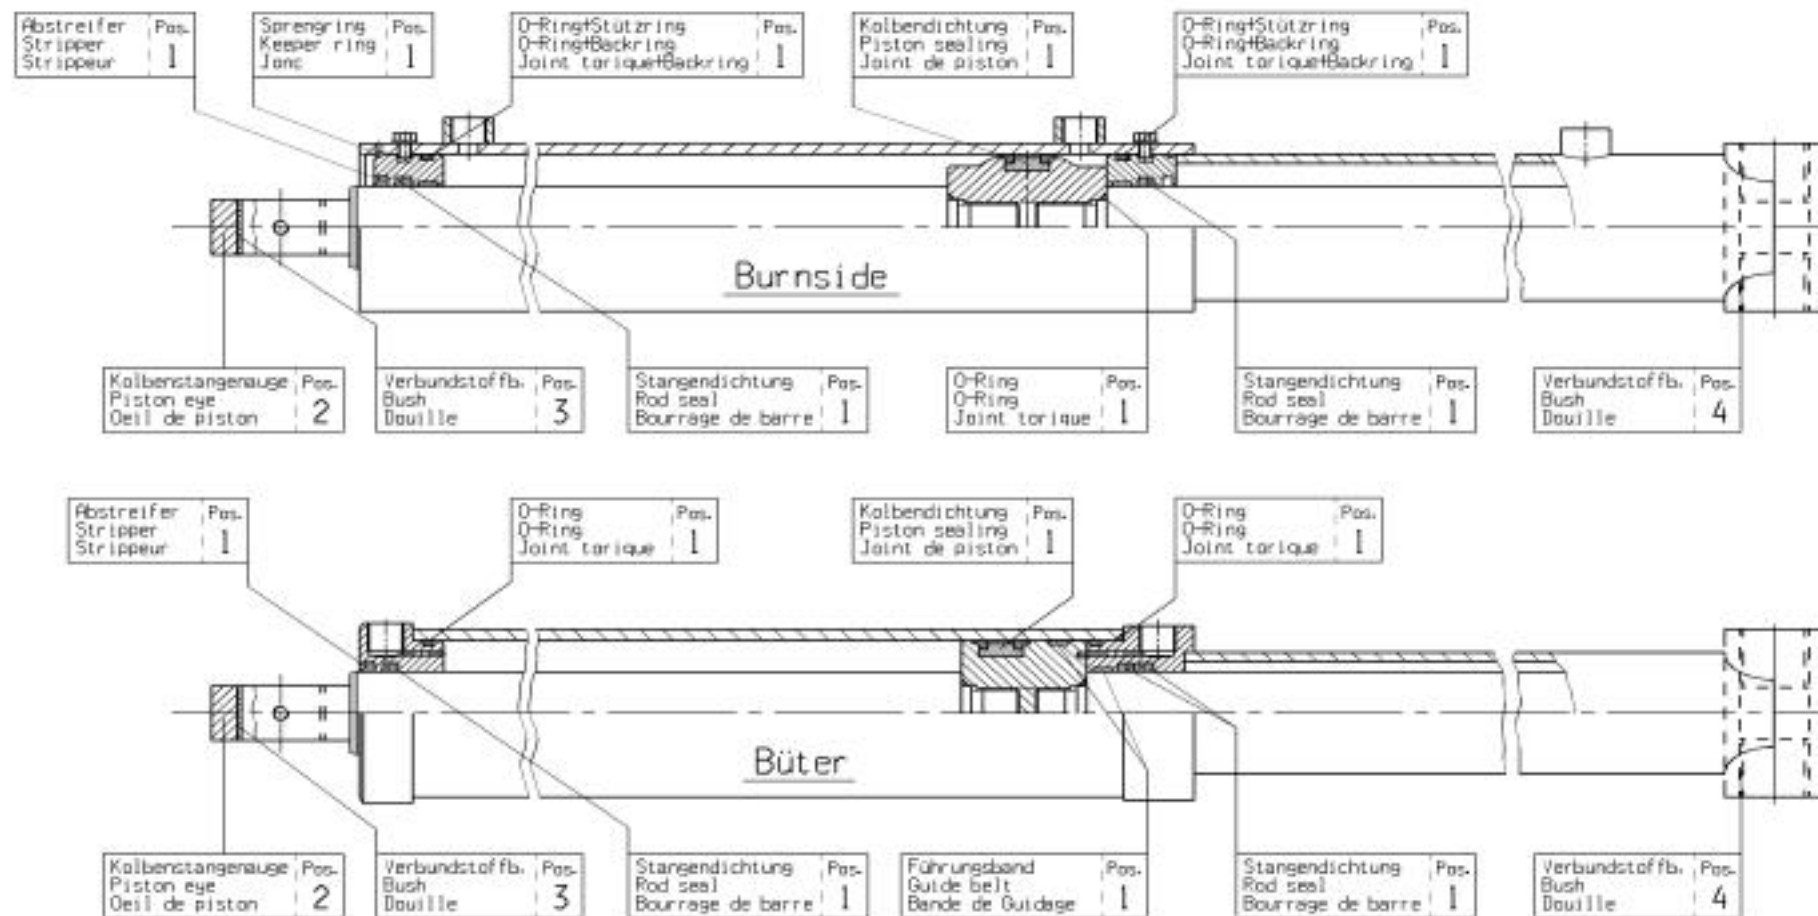 Abstreifer Pos.
Stripper
Strippeur 1
Sprengring Pos.
Keeper ring
Jonc 1
O-Ring+Stützring Pos.
O-Ring+Backring
Joint torique+Backring 1
Kolbendichtung Pos.
Piston sealing
Joint de piston 1
O-Ring+Stützring Pos.
O-Ring+Backring
Joint torique+Backring 1
Burnside
Kolbenstangenauge Pos.
Piston eye
Oeil de piston 2
Verbundstoffb. Pos.
Bush
Douille 3
Stangendichtung Pos.
Rod seal
Bourrage de barre 1
O-Ring Pos.
O-Ring
Joint torique 1
Stangendichtung Pos.
Rod seal
Bourrage de barre 1
Verbundstoffb. Pos.
Bush
Douille 4
Abstreifer Pos.
Stripper
Strippeur 1
O-Ring Pos.
O-Ring
Joint torique 1
Kolbendichtung Pos.
Piston sealing
Joint de piston 1
O-Ring Pos.
O-Ring
Joint torique 1
Büter
Kolbenstangenauge Pos.
Piston eye
Oeil de piston 2
Verbundstoffb. Pos.
Bush
Douille 3
Stangendichtung Pos.
Rod seal
Bourrage de barre 1
Führungsband Pos.
Guide belt
Bande de Guidage 1
Stangendichtung Pos.
Rod seal
Bourrage de barre 1
Verbundstoffb. Pos.
Bush
Douille 4